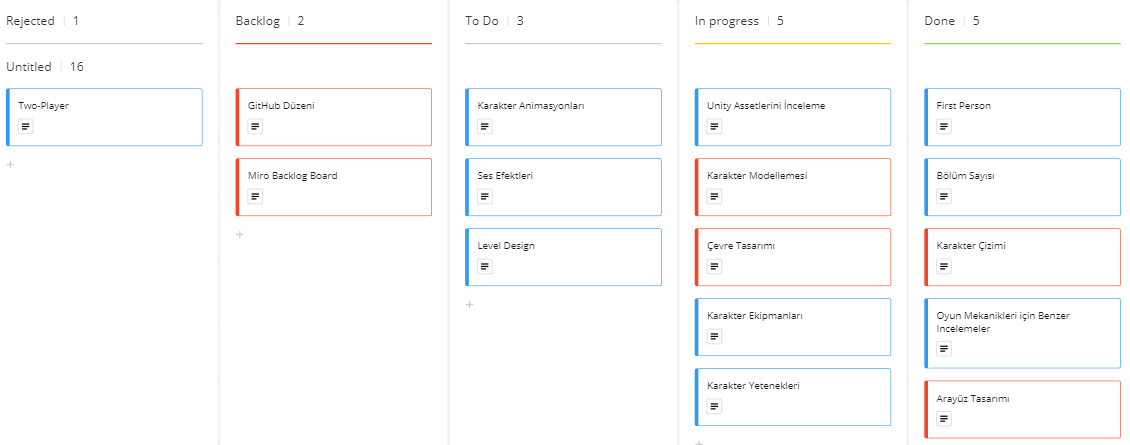 Rejected | 1
Backlog | 2
To Do | 3
In progress | 5
Done | 5
Untitled | 16
Two-Player
GitHub Düzeni
Miro Backlog Board
Karakter Animasyonları
Ses Efektleri
Level Design
Unity Assetlerini İnceleme
Karakter Modellemesi
Çevre Tasarımı
Karakter Ekipmanları
Karakter Yetenekleri
First Person
Bölüm Sayısı
Karakter Çizimi
Oyun Mekanikleri için Benzer
Incelemeler
Arayüz Tasarımı